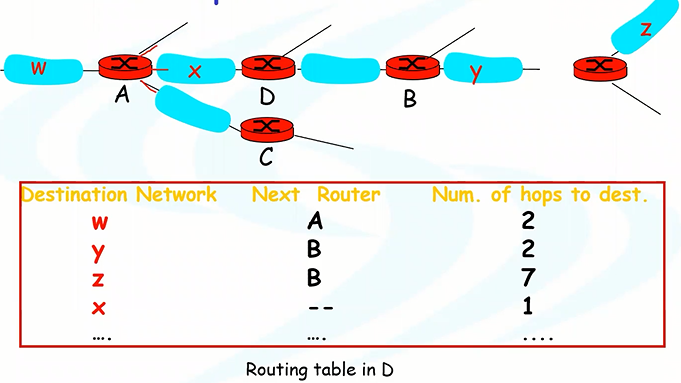 z
w
x
y
A
D
B
C
Destination Network Next Router Num. of hops to dest.
w A 2
y B 2
z B 7
x -- 1
.... .... ....
Routing table in D